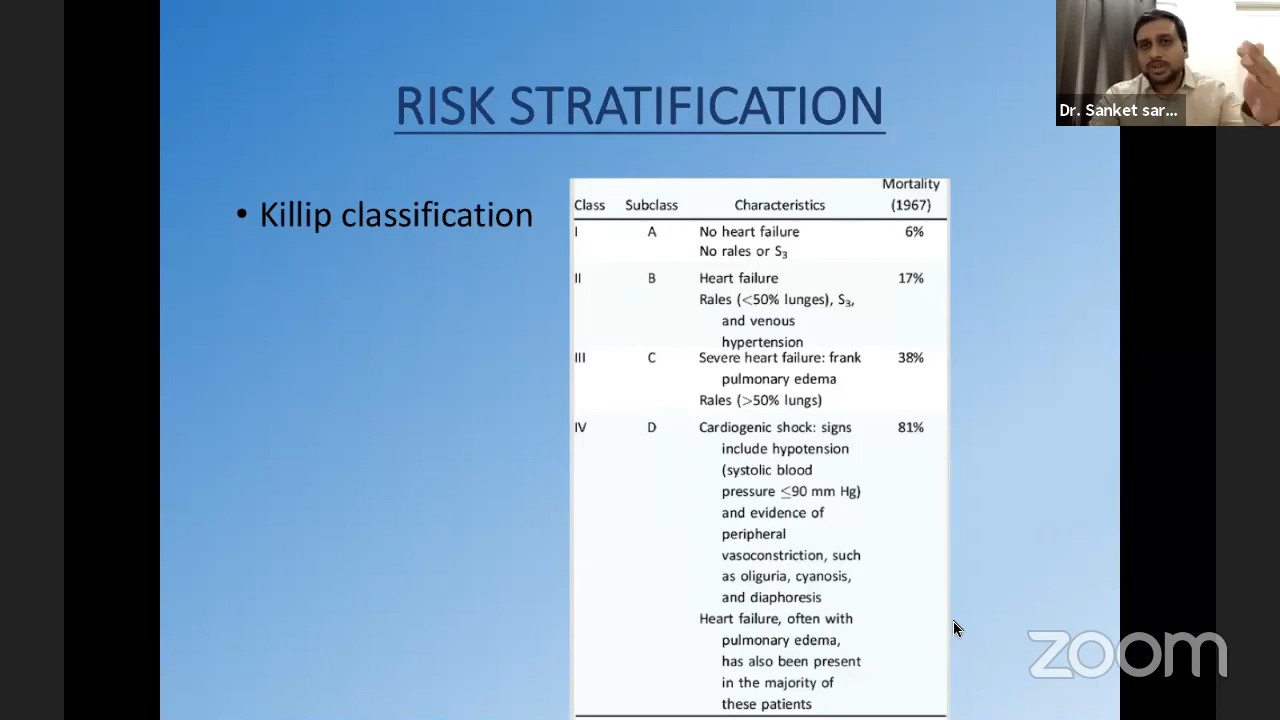 RISK STRATIFICATION
Dr. Sanket sar...
• Killip classification
Mortality
Class Subclass Characteristics (1967)
I A No heart failure 6%
No rales or S3
II B Heart failure 17%
Rales (<50% lunges), S3,
and venous
hypertension
III C Severe heart failure: frank 38%
pulmonary edema
Rales (>50% lungs)
IV D Cardiogenic shock: signs 81%
include hypotension
(systolic blood
pressure ≤90 mm Hg)
and evidence of
peripheral
vasoconstriction, such
as oliguria, cyanosis,
and diaphoresis
Heart failure, often with
pulmonary edema,
has also been present
in the majority of
these patients
zoom